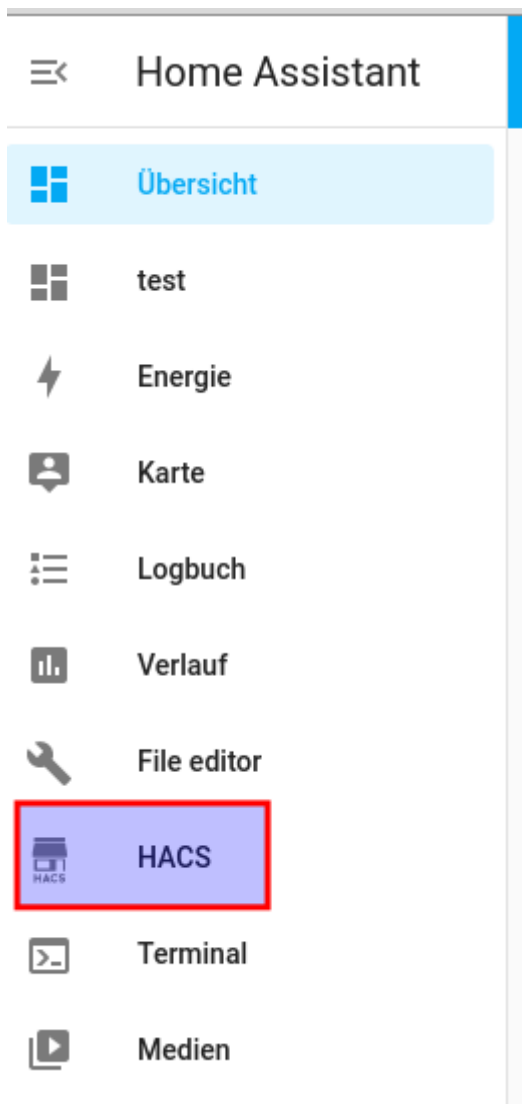 Home Assistant
Übersicht
test
Energie
Karte
Logbuch
Verlauf
File editor
HACS
HACS
Terminal
Medien